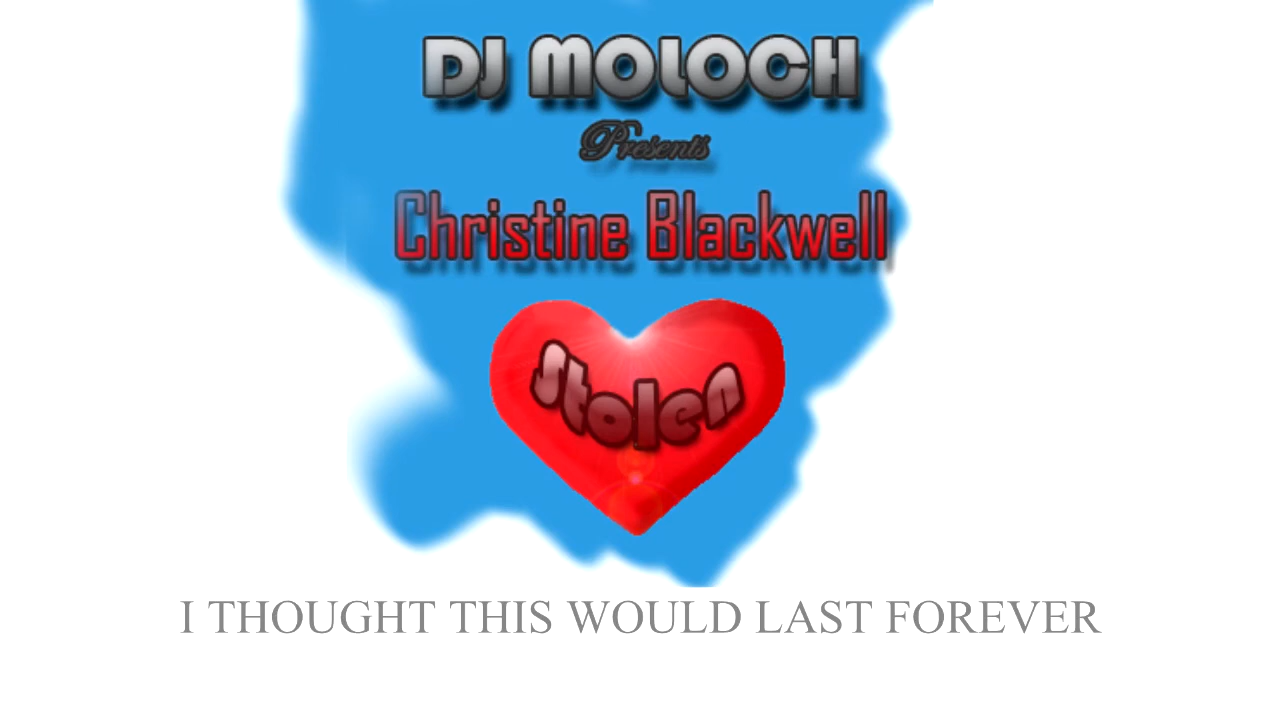 DJ MOLOCH
Presents
Christine Blackwell
Stolen
I THOUGHT THIS WOULD LAST FOREVER